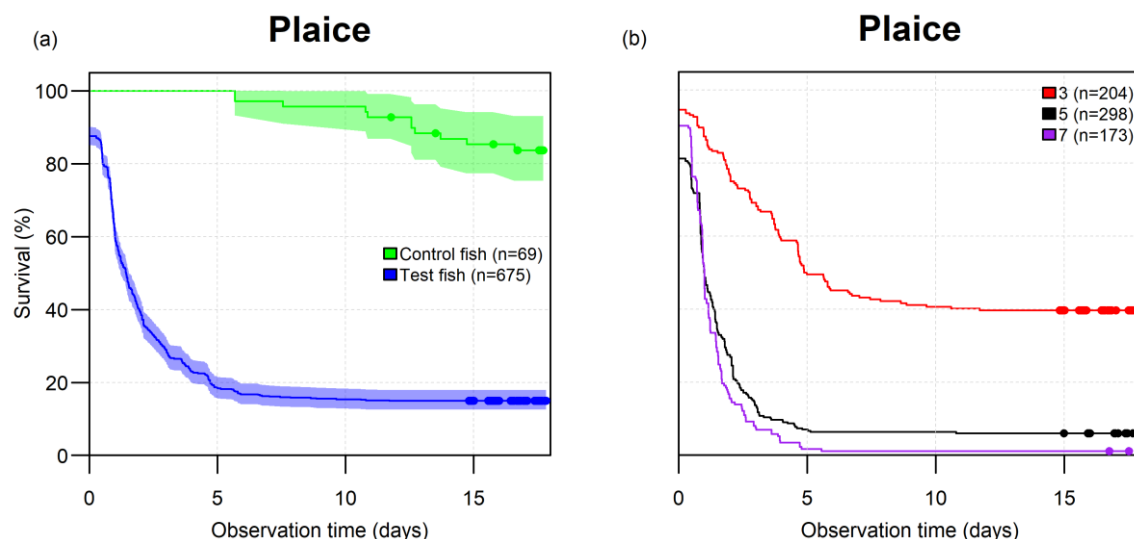 (a)
Plaice
Survival (%)
100
80
60
40
20
0
Control fish (n=69)
Test fish (n=675)
0 5 10 15
Observation time (days)
(b)
Plaice
3 (n=204)
5 (n=298)
7 (n=173)
0 5 10 15
Observation time (days)